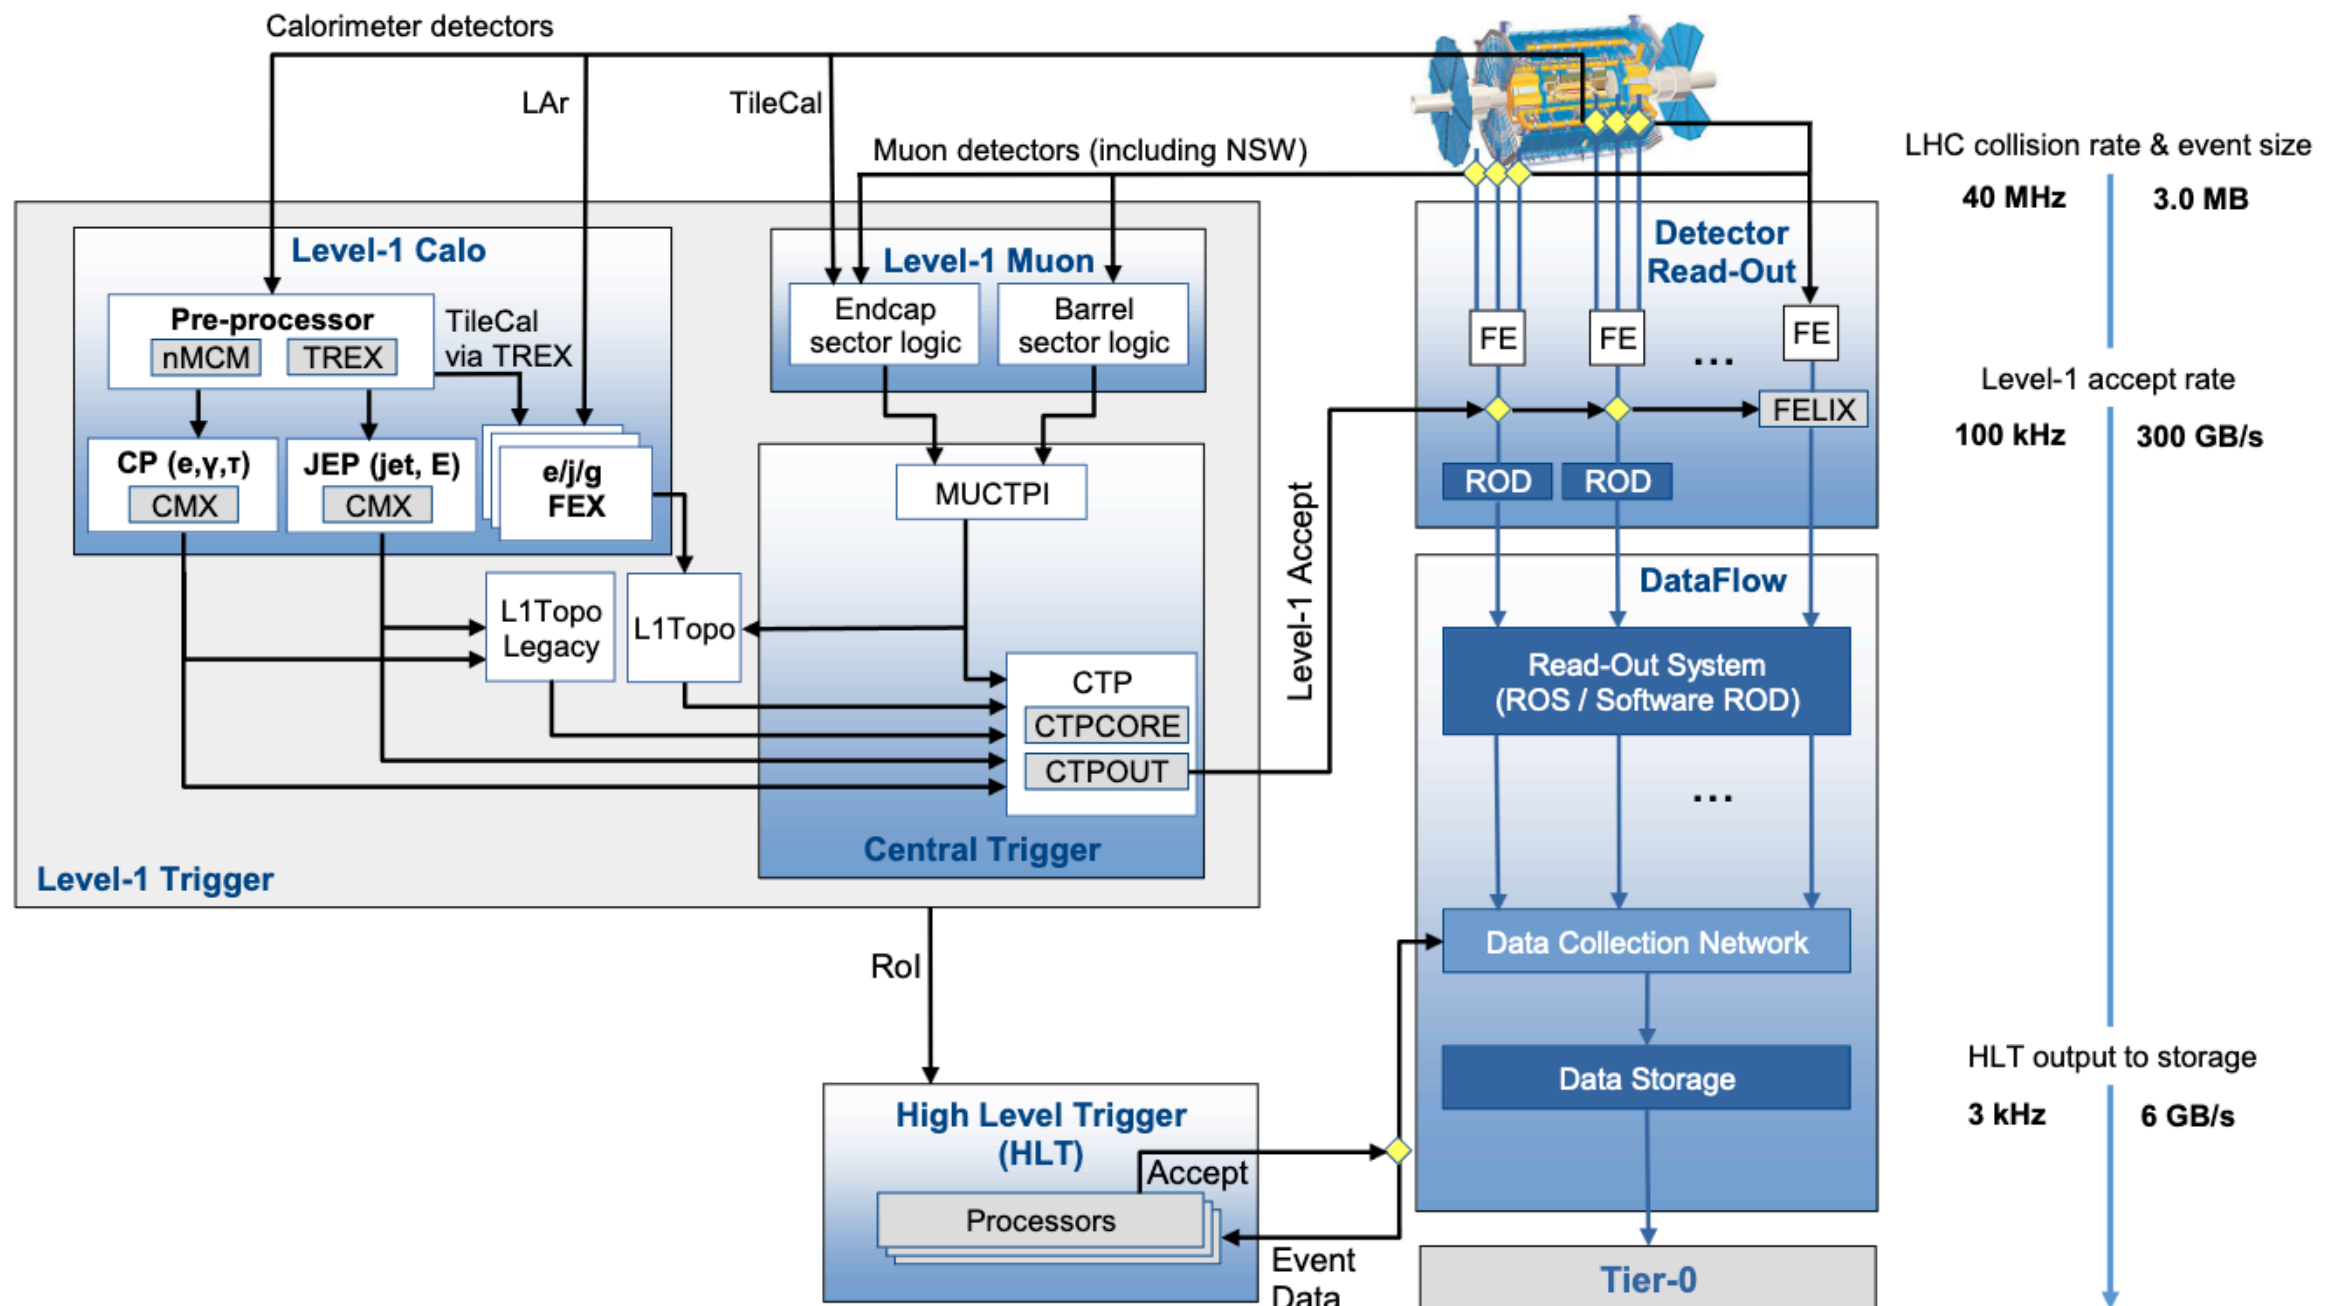 Calorimeter detectors
LAr
TileCal
Muon detectors (including NSW)
LHC collision rate & event size
40 MHz
3.0 MB
Level-1 Calo
Pre-processor
nMCM
TREX
TileCal
via TREX
CP (e,γ,τ)
CMX
JEP (jet, E)
CMX
e/j/g
FEX
Level-1 Muon
Endcap
sector logic
Barrel
sector logic
MUCTPI
L1Topo
Legacy
L1Topo
CTP
CTPCORE
CTPOUT
Central Trigger
Level-1 Trigger
Level-1 Accept
Detector
Read-Out
FE
FE
...
FE
FELIX
ROD
ROD
Level-1 accept rate
100 kHz
300 GB/s
DataFlow
Read-Out System
(ROS / Software ROD)
...
Data Collection Network
Data Storage
RoI
High Level Trigger
(HLT)
Accept
Processors
Event
Data
HLT output to storage
3 kHz
6 GB/s
Tier-0